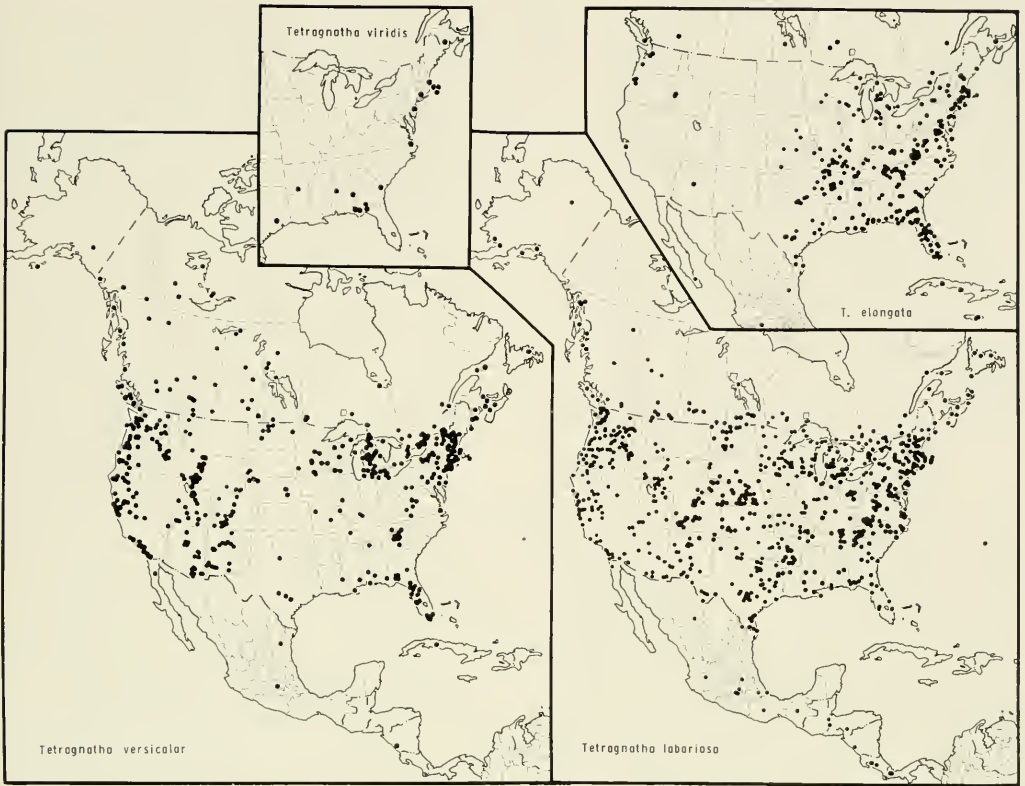 Tetragnatha viridis
T. elongata
Tetragnatha versicolor
Tetragnatha laboriosa